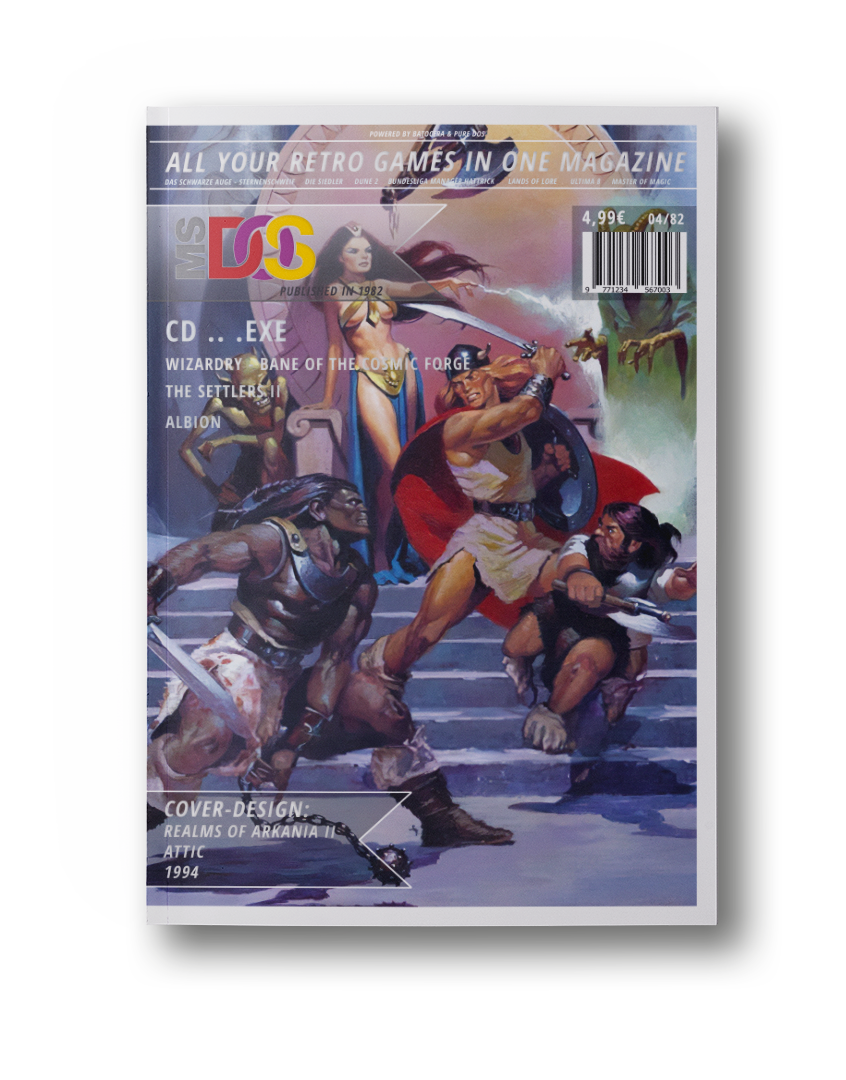 POWERED BY BATOCERA & PURE DOS
ALL YOUR RETRO GAMES IN ONE MAGAZINE
DAS SCHWARZE AUGE - STERNENSCHWEIF DIE SIEDLER DUNE 2 BUNDESLIGA MANAGER HATTRICK LANDS OF LORE ULTIMA 8 MASTER OF MAGIC
MS DOS
PUBLISHED IN 1982
4,99€ 04/82
9 771234 567003
CD .. .EXE
WIZARDRY BANE OF THE COSMIC FORGE
THE SETTLERS II
ALBION
COVER-DESIGN:
REALMS OF ARKANIA II
ATTIC
1994